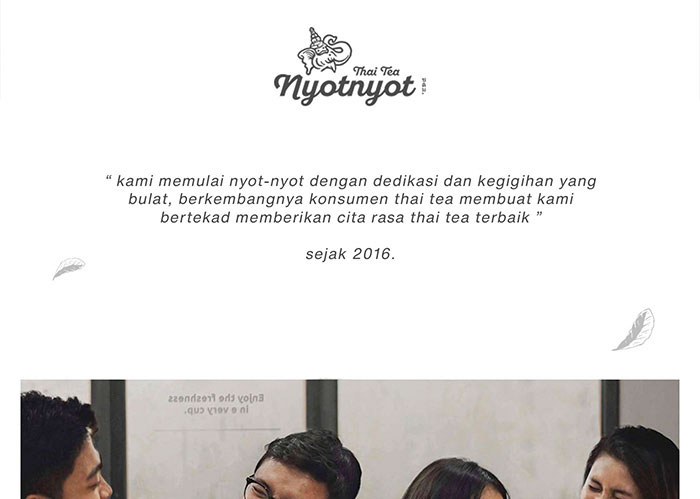 Thai Tea
Nyotnyot
“ kami memulai nyot-nyot dengan dedikasi dan kegigihan yang
bulat, berkembangnya konsumen thai tea membuat kami
bertekad memberikan cita rasa thai tea terbaik ”
sejak 2016.
Enjoy the freshness
in e very cup.